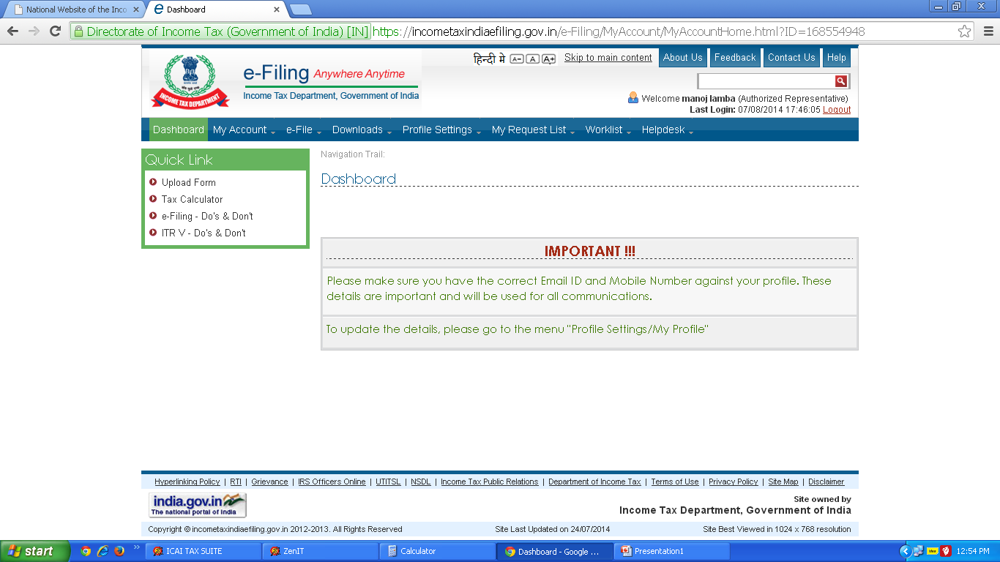 National Website of the Inco
Dashboard
Directorate of Income Tax (Government of India) [IN] https://incometaxindiaefiling.gov.in/e-Filing/MyAccount/MyAccountHome.html?ID=168554948
INCOME TAX DEPARTMENT
e-Filing Anywhere Anytime
Income Tax Department, Government of India
हिन्दी मे A- A A+ Skip to main content About Us Feedback Contact Us Help
Welcome manoj lamba (Authorized Representative)
Last Login: 07/08/2014 17:46:05 Logout
Dashboard My Account e-File Downloads Profile Settings My Request List Worklist Helpdesk
Quick Link
Upload Form
Tax Calculator
e-Filing - Do's & Don't
ITR V - Do's & Don't
Navigation Trail:
Dashboard
IMPORTANT !!!
Please make sure you have the correct Email ID and Mobile Number against your profile. These
details are important and will be used for all communications.
To update the details, please go to the menu "Profile Settings/My Profile"
Hyperlinking Policy | RTI | Grievance | IRS Officers Online | UTITSL | NSDL | Income Tax Public Relations | Department of Income Tax | Terms of Use | Privacy Policy | Site Map | Disclaimer
india.gov.in
The national portal of India
Site owned by
Income Tax Department, Government of India
Copyright © incometaxindiaefiling.gov.in 2012-2013. All Rights Reserved Site Last Updated on 24/07/2014 Site Best Viewed in 1024 x 768 resolution
start ICAI TAX SUITE ZenIT Calculator Dashboard - Google ... Presentation1 12:54 PM